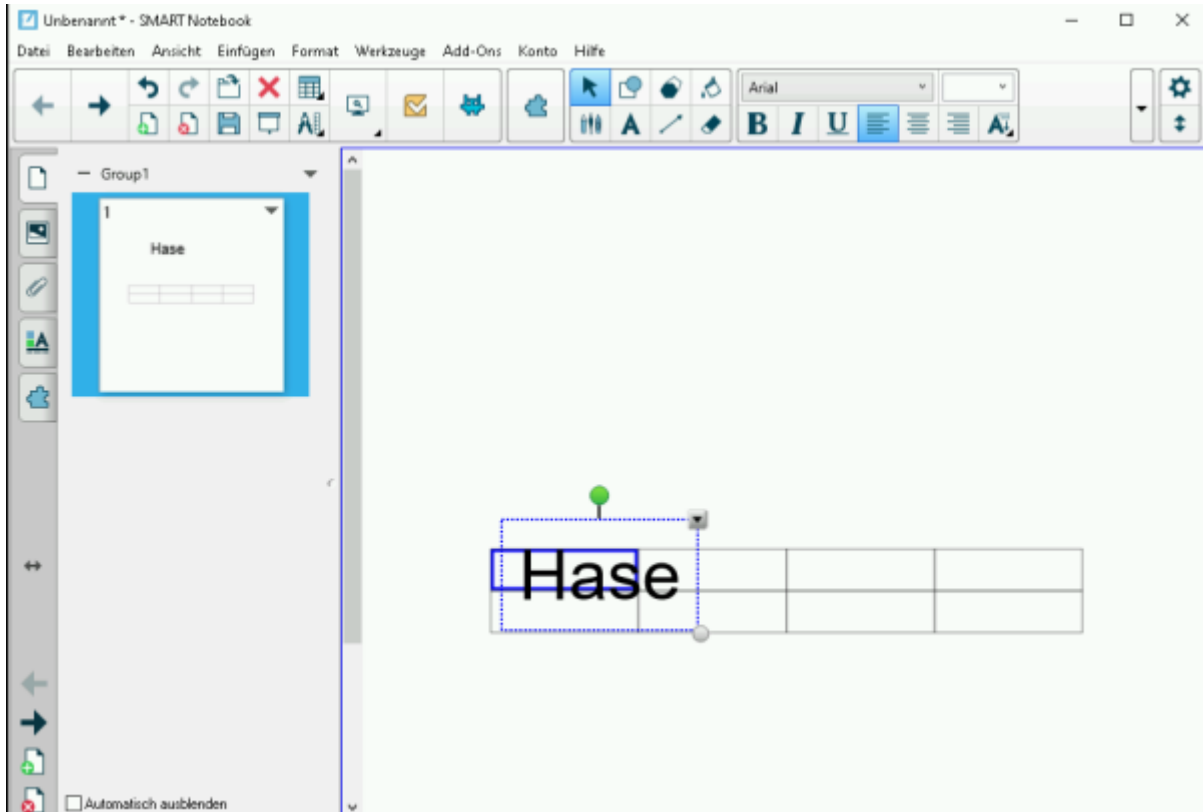 Unbenannt * - SMART Notebook
Datei Bearbeiten Ansicht Einfügen Format Werkzeuge Add-Ons Konto Hilfe
Arial
B I U
Group1
1
Hase
Hase
Automatisch ausblenden